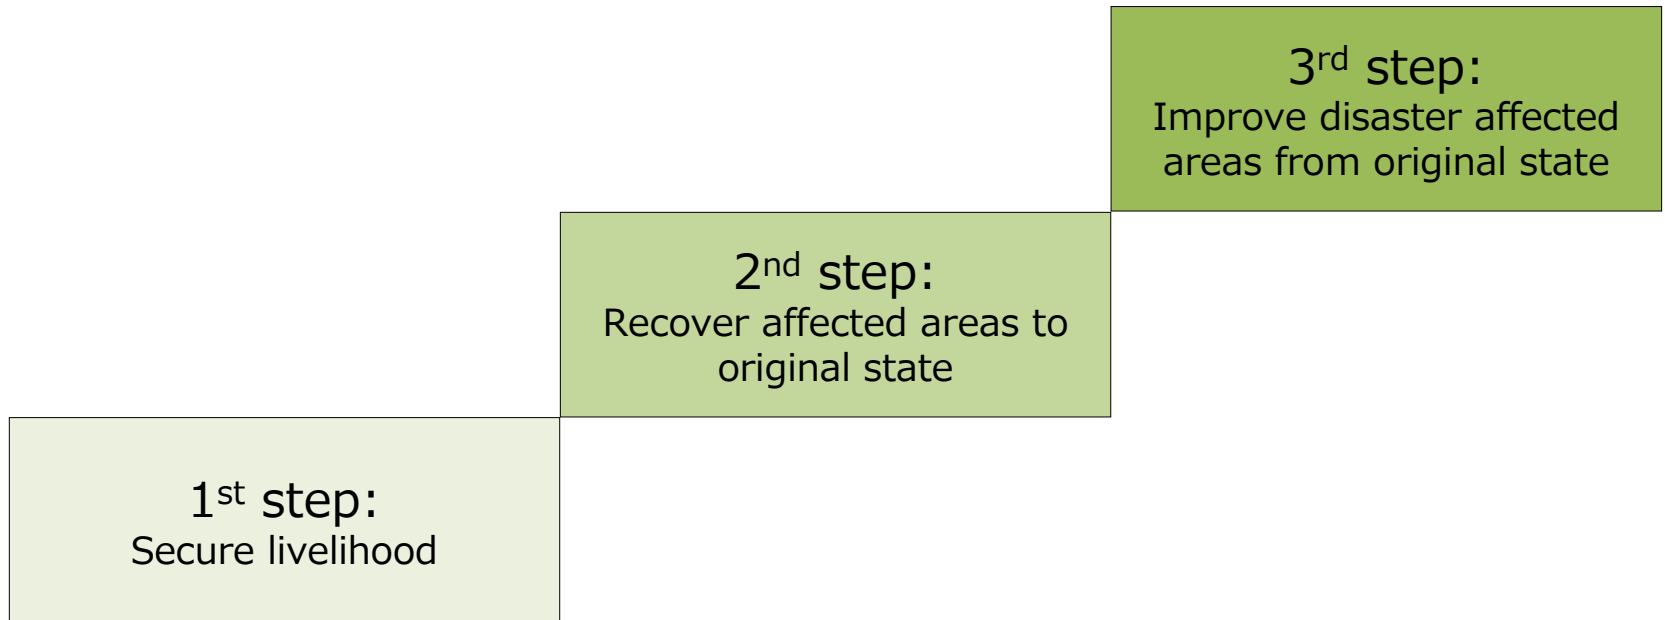 3rd step:
Improve disaster affected
areas from original state
2nd step:
Recover affected areas to
original state
1st step:
Secure livelihood